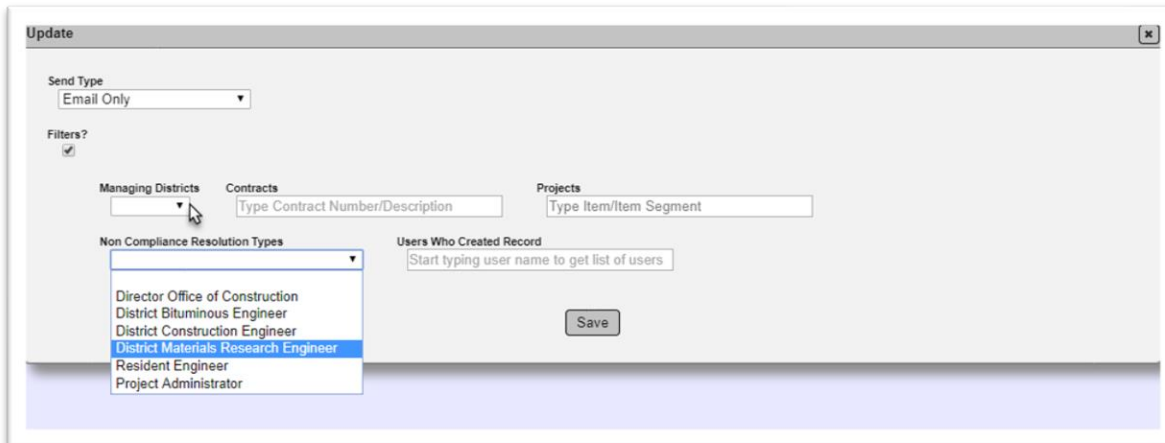 Update
Send Type
Email Only
Filters?
Managing Districts Contracts Projects
Type Contract Number/Description Type Item/Item Segment
Non Compliance Resolution Types Users Who Created Record
Start typing user name to get list of users
Director Office of Construction
District Bituminous Engineer
District Construction Engineer
District Materials Research Engineer
Resident Engineer
Project Administrator
Save